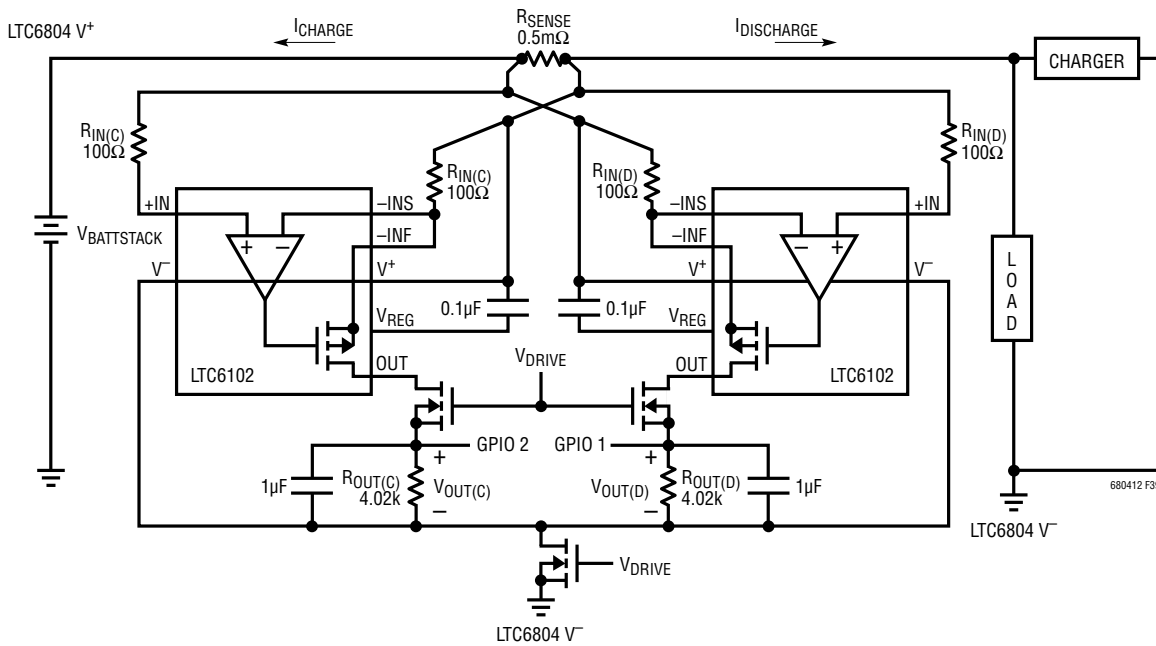 LTC6804 V+
ICHARGE
RSENSE
0.5mΩ
IDISCHARGE
CHARGER
RIN(C)
100Ω
RIN(C)
100Ω
RIN(D)
100Ω
RIN(D)
100Ω
+IN
–INS
–INS
+IN
–INF
–INF
VBATTSTACK
+
–
–
+
V–
V+
V+
V–
L
O
A
D
0.1µF
0.1µF
VREG
VREG
VDRIVE
OUT
OUT
LTC6102
LTC6102
GPIO 2
GPIO 1
+
+
1µF
ROUT(C)
4.02k
VOUT(C)
VOUT(D)
ROUT(D)
4.02k
1µF
–
–
680412 F39
LTC6804 V–
VDRIVE
LTC6804 V–